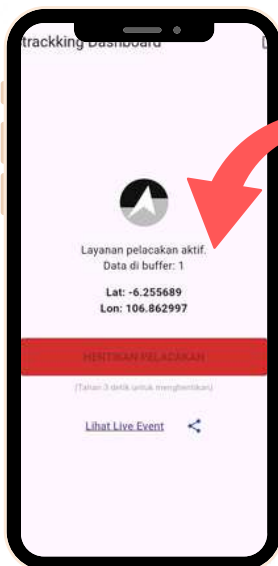 trackking Dashboard
Layanan pelacakan aktif.
Data di buffer: 1
Lat: -6.255689
Lon: 106.862997
HENTIKAN PELACAKAN
(Tahan 3 detik untuk menghentikan)
Lihat Live Event